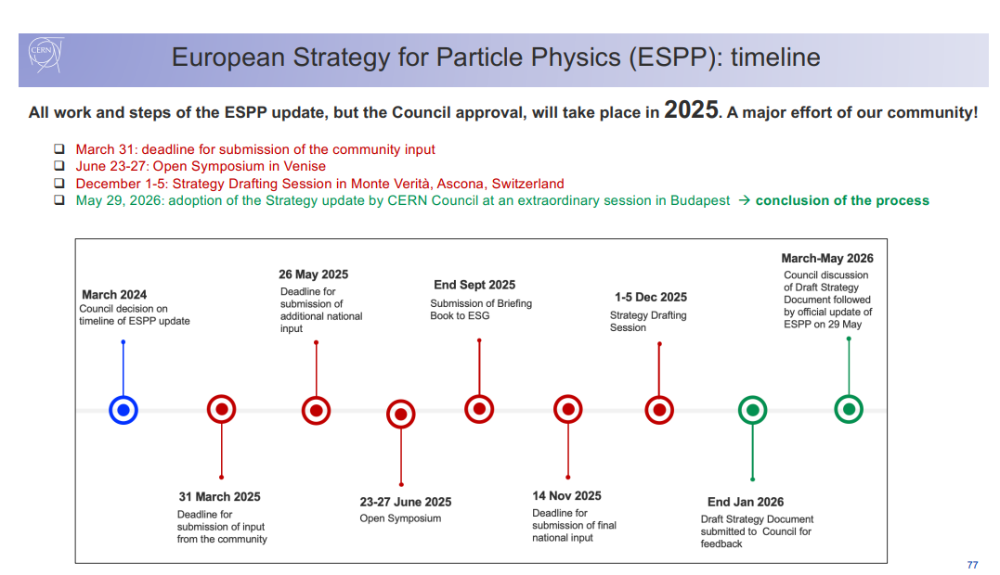 CERN
European Strategy for Particle Physics (ESPP): timeline
All work and steps of the ESPP update, but the Council approval, will take place in 2025. A major effort of our community!
❑ March 31: deadline for submission of the community input
❑ June 23-27: Open Symposium in Venise
❑ December 1-5: Strategy Drafting Session in Monte Verità, Ascona, Switzerland
❑ May 29, 2026: adoption of the Strategy update by CERN Council at an extraordinary session in Budapest → conclusion of the process
March 2024
Council decision on
timeline of ESPP update
31 March 2025
Deadline for
submission of input
from the community
26 May 2025
Deadline for
submission of
additional national
input
23-27 June 2025
Open Symposium
End Sept 2025
Submission of Briefing
Book to ESG
14 Nov 2025
Deadline for
submission of final
national input
1-5 Dec 2025
Strategy Drafting
Session
End Jan 2026
Draft Strategy Document
submitted to Council for
feedback
March-May 2026
Council discussion
of Draft Strategy
Document followed
by official update of
ESPP on 29 May
77